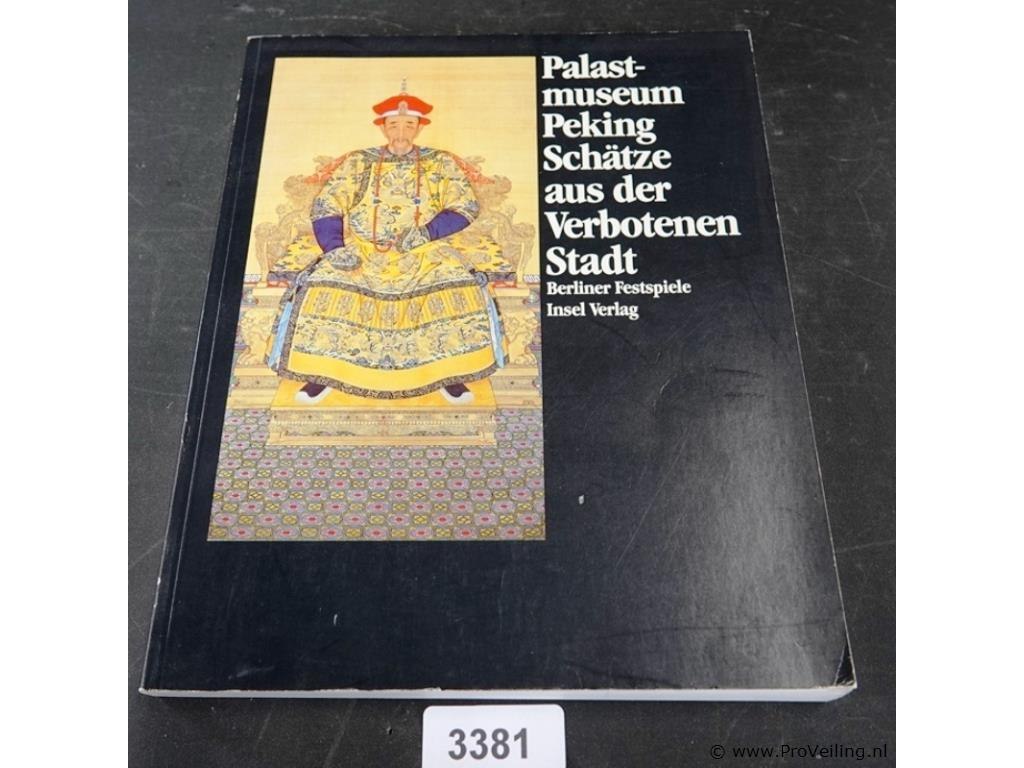 Palast-
museum
Peking
Schätze
aus der
Verbotenen
Stadt
Berliner Festspiele
Insel Verlag
3381
© www.ProVeiling.nl